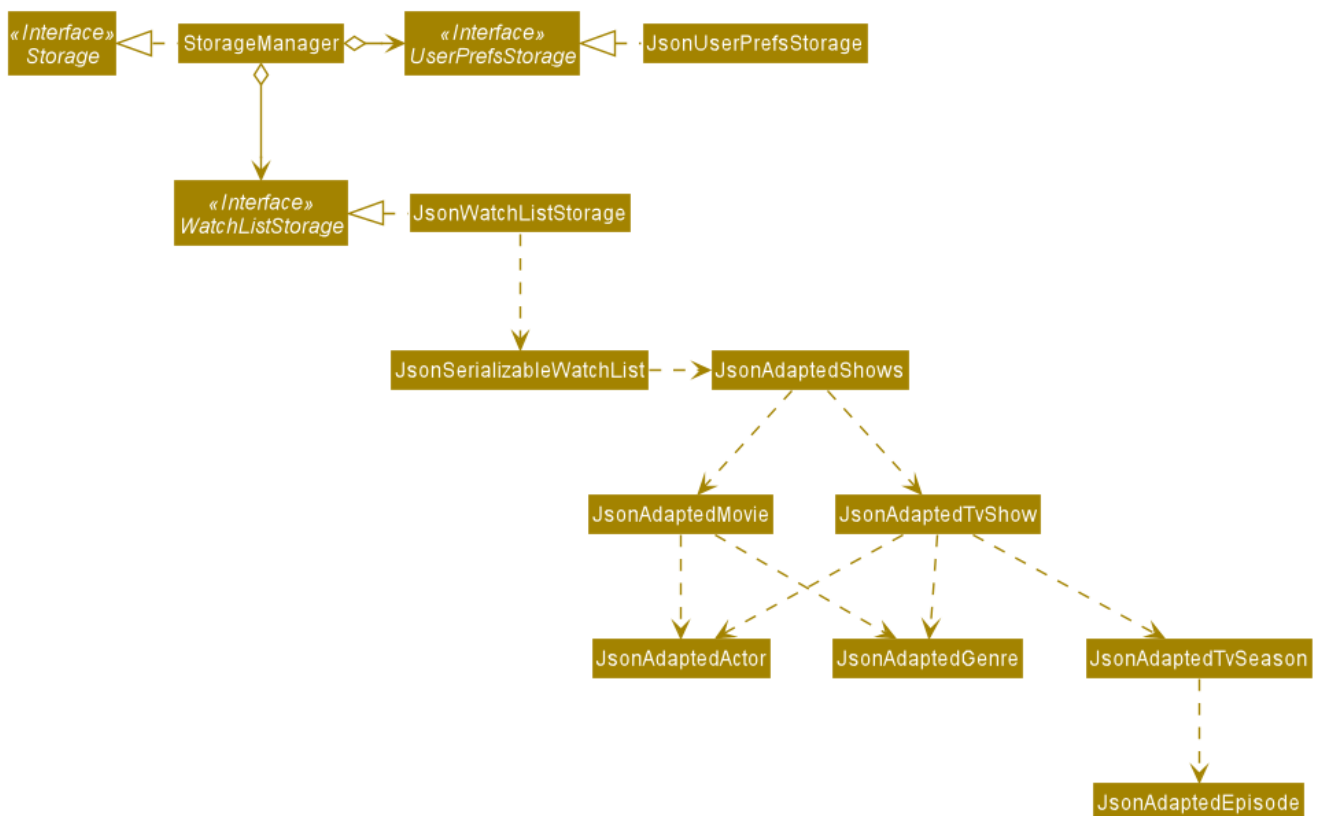 «Interface»
Storage
StorageManager
«Interface»
UserPrefsStorage
JsonUserPrefsStorage
«Interface»
WatchListStorage
JsonWatchListStorage
JsonSerializableWatchList
JsonAdaptedShows
JsonAdaptedMovie
JsonAdaptedTvShow
JsonAdaptedActor
JsonAdaptedGenre
JsonAdaptedTvSeason
JsonAdaptedEpisode